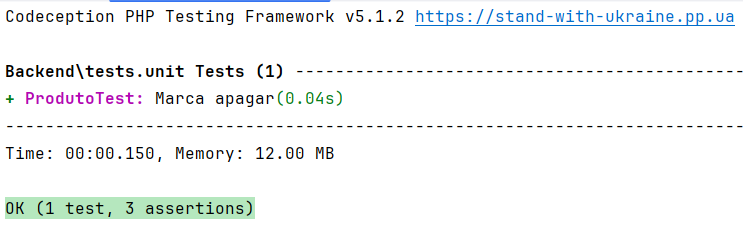 Codeception PHP Testing Framework v5.1.2 https://stand-with-ukraine.pp.ua
Backend\tests.unit Tests (1) ---------------------------------------------
+ ProdutoTest: Marca apagar(0.04s)
--------------------------------------------------------------------------
Time: 00:00.150, Memory: 12.00 MB
OK (1 test, 3 assertions)